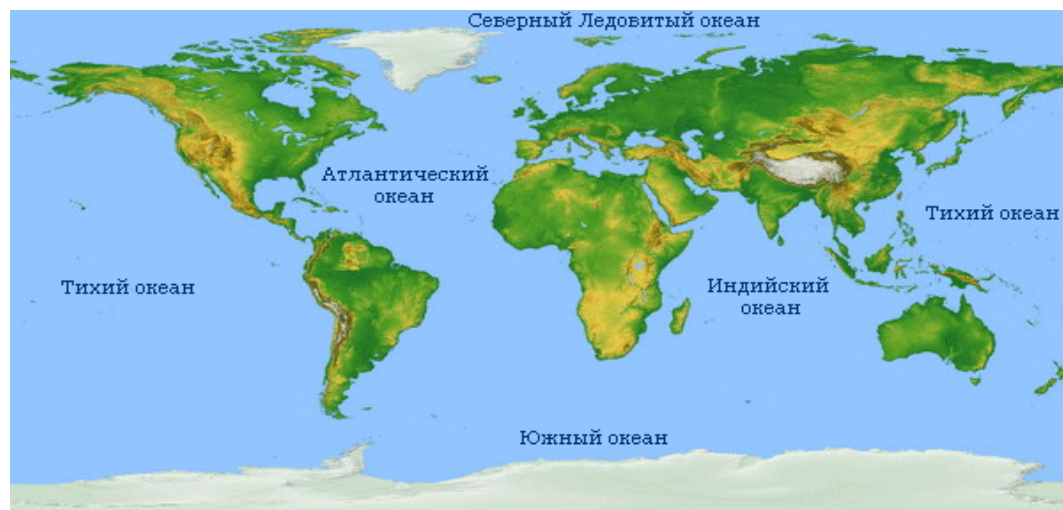 Северный Ледовитый океан
Атлантический
океан
Тихий океан
Тихий океан
Индийский
океан
Южный океан